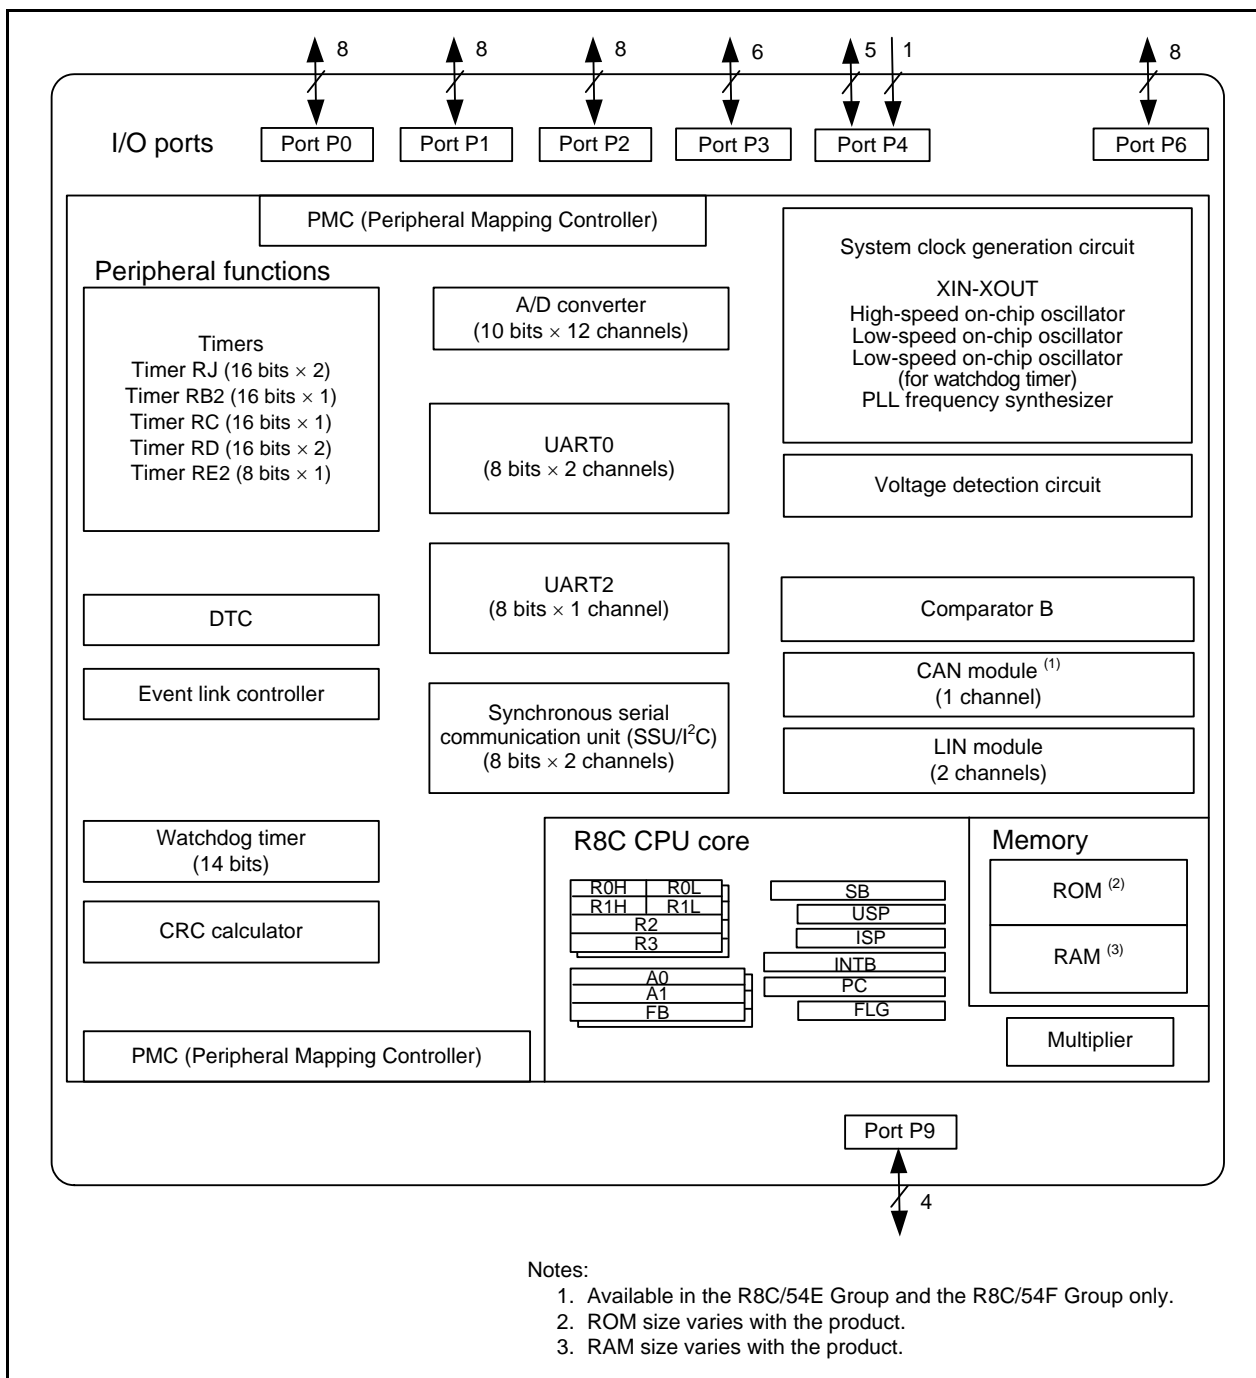 8 8 8 6 5 1 8
I/O ports
Port P0 Port P1 Port P2 Port P3 Port P4 Port P6
PMC (Peripheral Mapping Controller)
Peripheral functions
Timers
Timer RJ (16 bits × 2)
Timer RB2 (16 bits × 1)
Timer RC (16 bits × 1)
Timer RD (16 bits × 2)
Timer RE2 (8 bits × 1)
DTC
Event link controller
Watchdog timer
(14 bits)
CRC calculator
PMC (Peripheral Mapping Controller)
A/D converter
(10 bits × 12 channels)
UART0
(8 bits × 2 channels)
UART2
(8 bits × 1 channel)
Synchronous serial
communication unit (SSU/I²C)
(8 bits × 2 channels)
System clock generation circuit
XIN-XOUT
High-speed on-chip oscillator
Low-speed on-chip oscillator
Low-speed on-chip oscillator
(for watchdog timer)
PLL frequency synthesizer
Voltage detection circuit
Comparator B
CAN module (1)
(1 channel)
LIN module
(2 channels)
R8C CPU core
R0H R0L
R1H R1L
R2
R3
A0
A1
FB
SB
USP
ISP
INTB
PC
FLG
Memory
ROM (2)
RAM (3)
Multiplier
Port P9
4
Notes:
1. Available in the R8C/54E Group and the R8C/54F Group only.
2. ROM size varies with the product.
3. RAM size varies with the product.